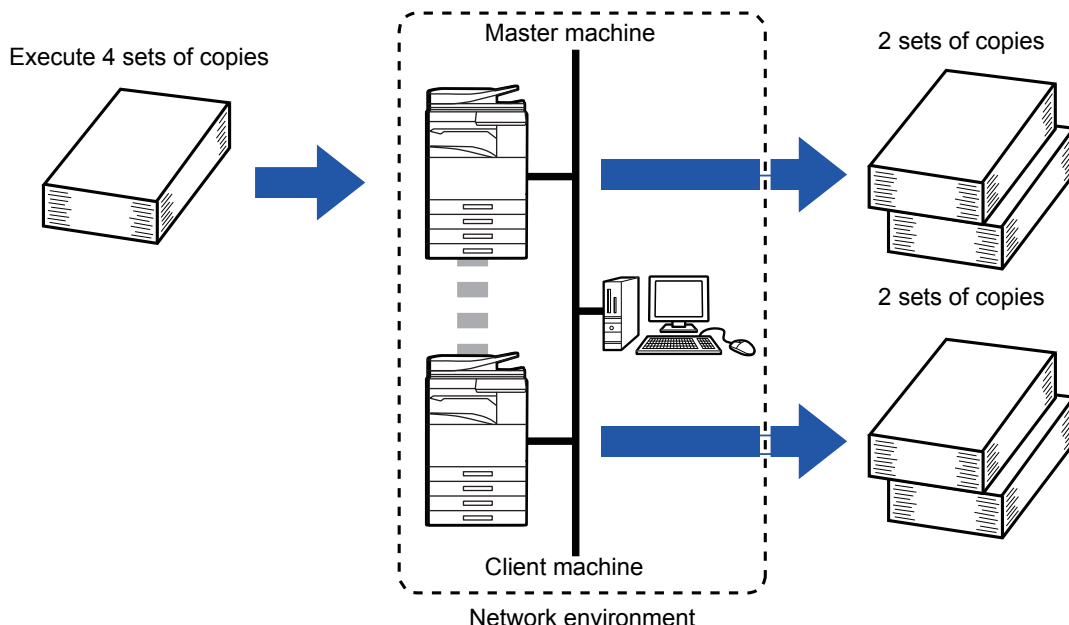 Execute 4 sets of copies
Master machine
2 sets of copies
2 sets of copies
Client machine
Network environment